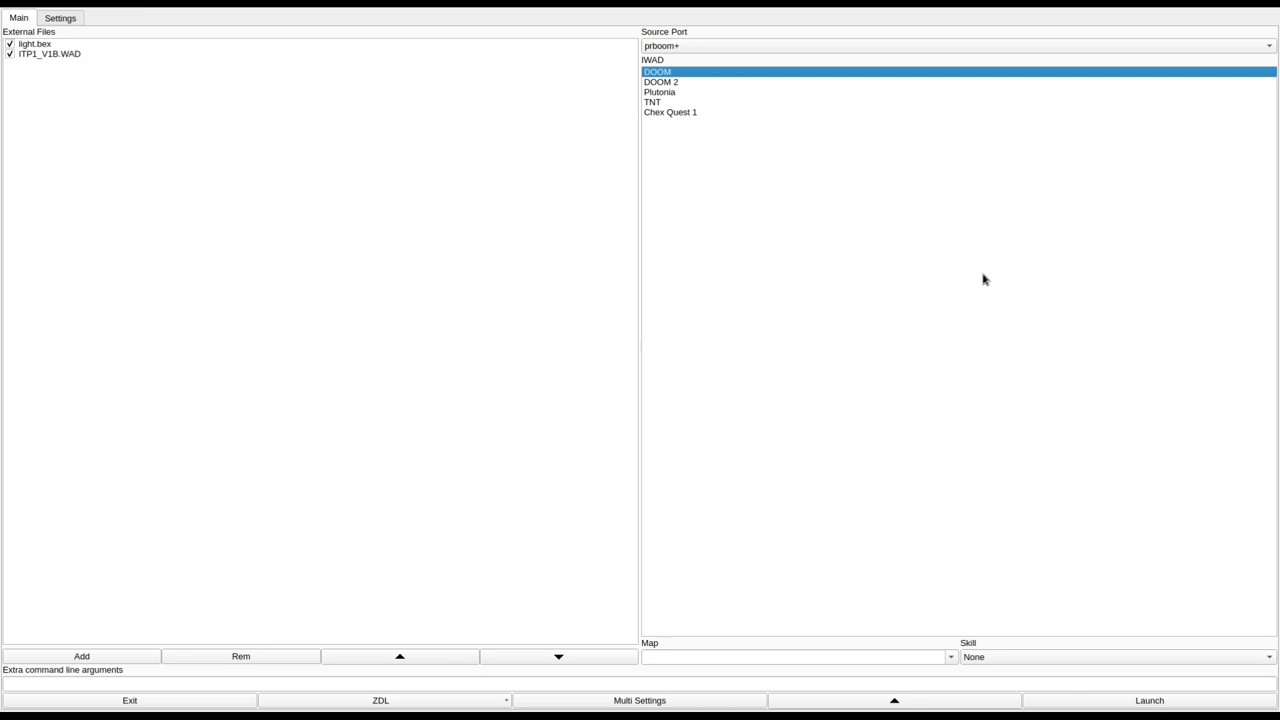 Main
Settings
External Files
light.bex
ITP1_V1B.WAD
Source Port
prboom+
IWAD
DOOM
DOOM 2
Plutonia
TNT
Chex Quest 1
Map
Skill
None
Add
Rem
Extra command line arguments
Exit
ZDL
Multi Settings
Launch